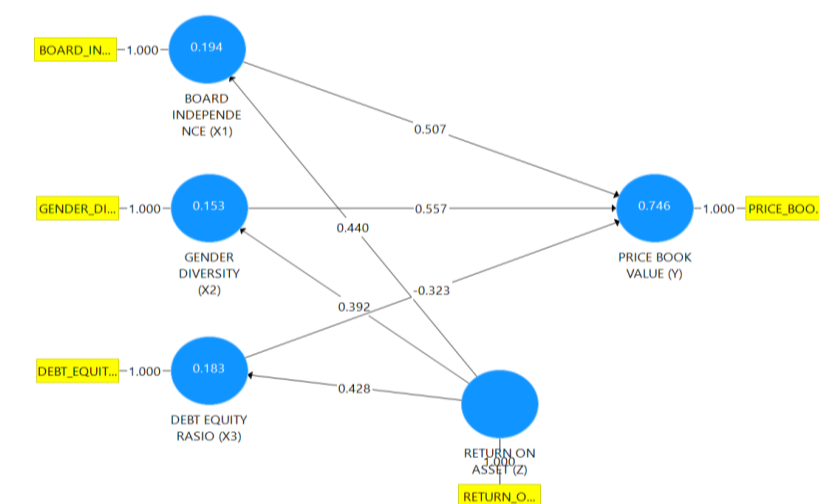 BOARD_IN...
1.000
0.194
BOARD
INDEPENDE
NCE (X1)
0.507
GENDER_DI...
1.000
0.153
0.557
0.746
1.000
PRICE_BOO.
GENDER
DIVERSITY
(X2)
0.440
PRICE BOOK
VALUE (Y)
-0.323
0.392
DEBT_EQUIT...
1.000
0.183
0.428
DEBT EQUITY
RASIO (X3)
RETURN ON
1.000
ASSET (Z)
RETURN_O...